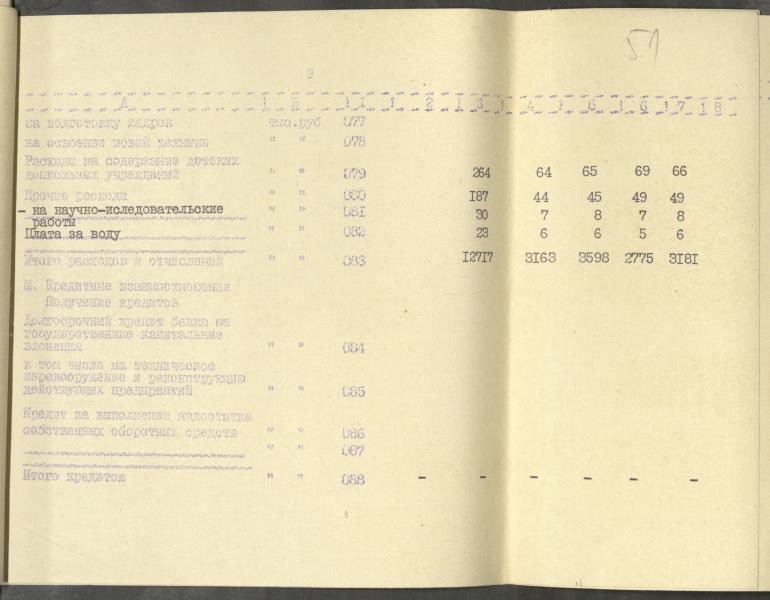 51
9
А Б 1 2 3 4 5 6 7 8
на подготовку кадров тыс.руб 077
на освоение новой техники " " 078
Расходы на содержание детских
дошкольных учреждений " " 079 264 64 65 69 66
Прочие расходы " " 080 187 44 45 49 49
- на научно-иследовательские " " 081 30 7 8 7 8
работы
Плата за воду " " 082 23 6 6 5 6
Итого расходов и отчислений " " 083 12717 3163 3598 2775 3181
Кредитные взаимоотношения
Получение кредитов
Долгосрочный кредит банка на
государственные капитальные
вложения " " 084
в том числе на техническое
перевооружение и реконструкцию
действующих предприятий " " 085
Кредит на выполнение недостатка
собственных оборотных средств " " 086
" " 087
Итого кредитов " " 088 - - - - - -